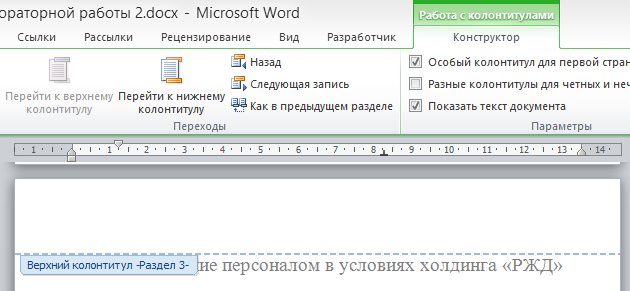 ораторной работы 2.docx - Microsoft Word
Работа с колонтитулами
Ссылки Рассылки Рецензирование Вид Разработчик Конструктор
Перейти к верхнему колонтитулу
Перейти к нижнему колонтитулу
Назад
Следующая запись
Как в предыдущем разделе
Переходы
Особый колонтитул для первой стран
Разные колонтитулы для четных и неч
Показать текст документа
Параметры
1 1 2 3 4 5 6 7 8 9 10 11 12 13 14
Верхний колонтитул -Раздел 3-
ие персоналом в условиях холдинга «РЖД»